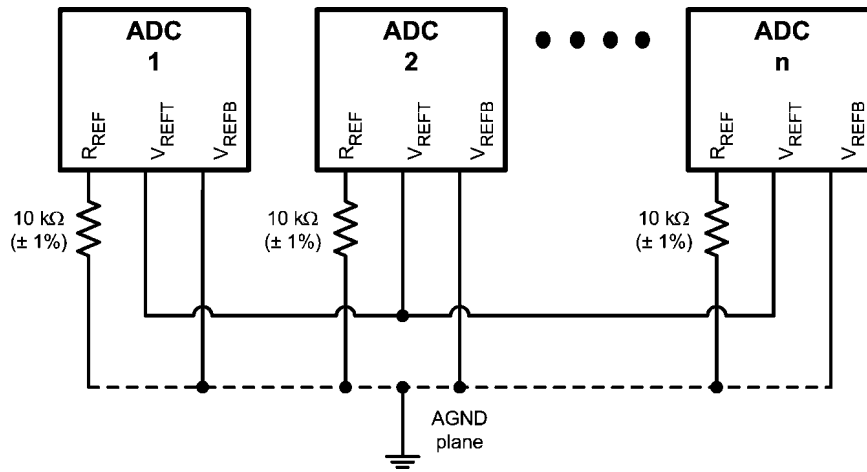 ADC
1
ADC
2
ADC
n
RREF
VREFT
VREFB
RREF
VREFT
VREFB
RREF
VREFT
VREFB
10 kΩ
(± 1%)
10 kΩ
(± 1%)
10 kΩ
(± 1%)
AGND
plane